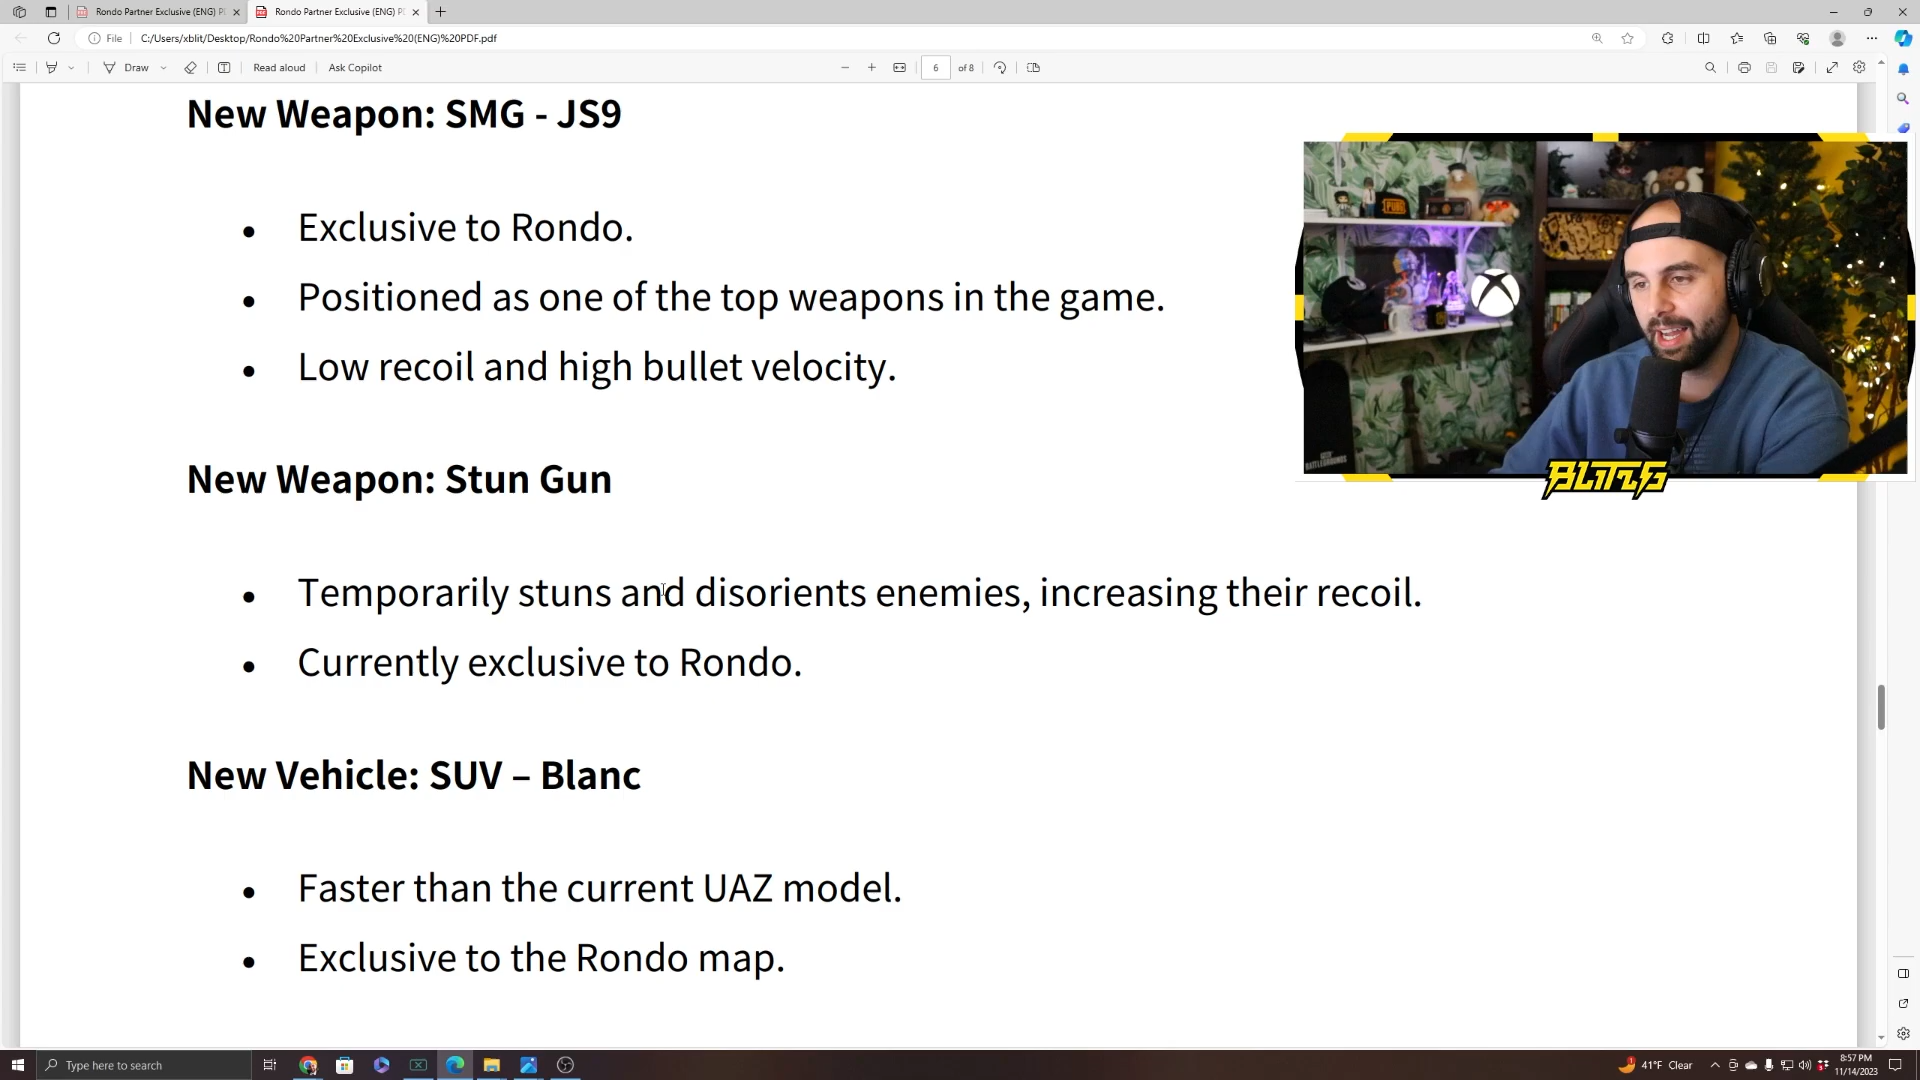 Rondo Partner Exclusive (ENG) P
Rondo Partner Exclusive (ENG) P
File
C:/Users/xblit/Desktop/Rondo%20Partner%20Exclusive%20(ENG)%20PDF.pdf
Draw
Read aloud
Ask Copilot
6 of 8
New Weapon: SMG - JS9
• Exclusive to Rondo.
• Positioned as one of the top weapons in the game.
• Low recoil and high bullet velocity.
PUBG
BLITZG
New Weapon: Stun Gun
• Temporarily stuns and disorients enemies, increasing their recoil.
• Currently exclusive to Rondo.
New Vehicle: SUV – Blanc
• Faster than the current UAZ model.
• Exclusive to the Rondo map.
Type here to search
41°F Clear
8:57 PM
11/14/2023